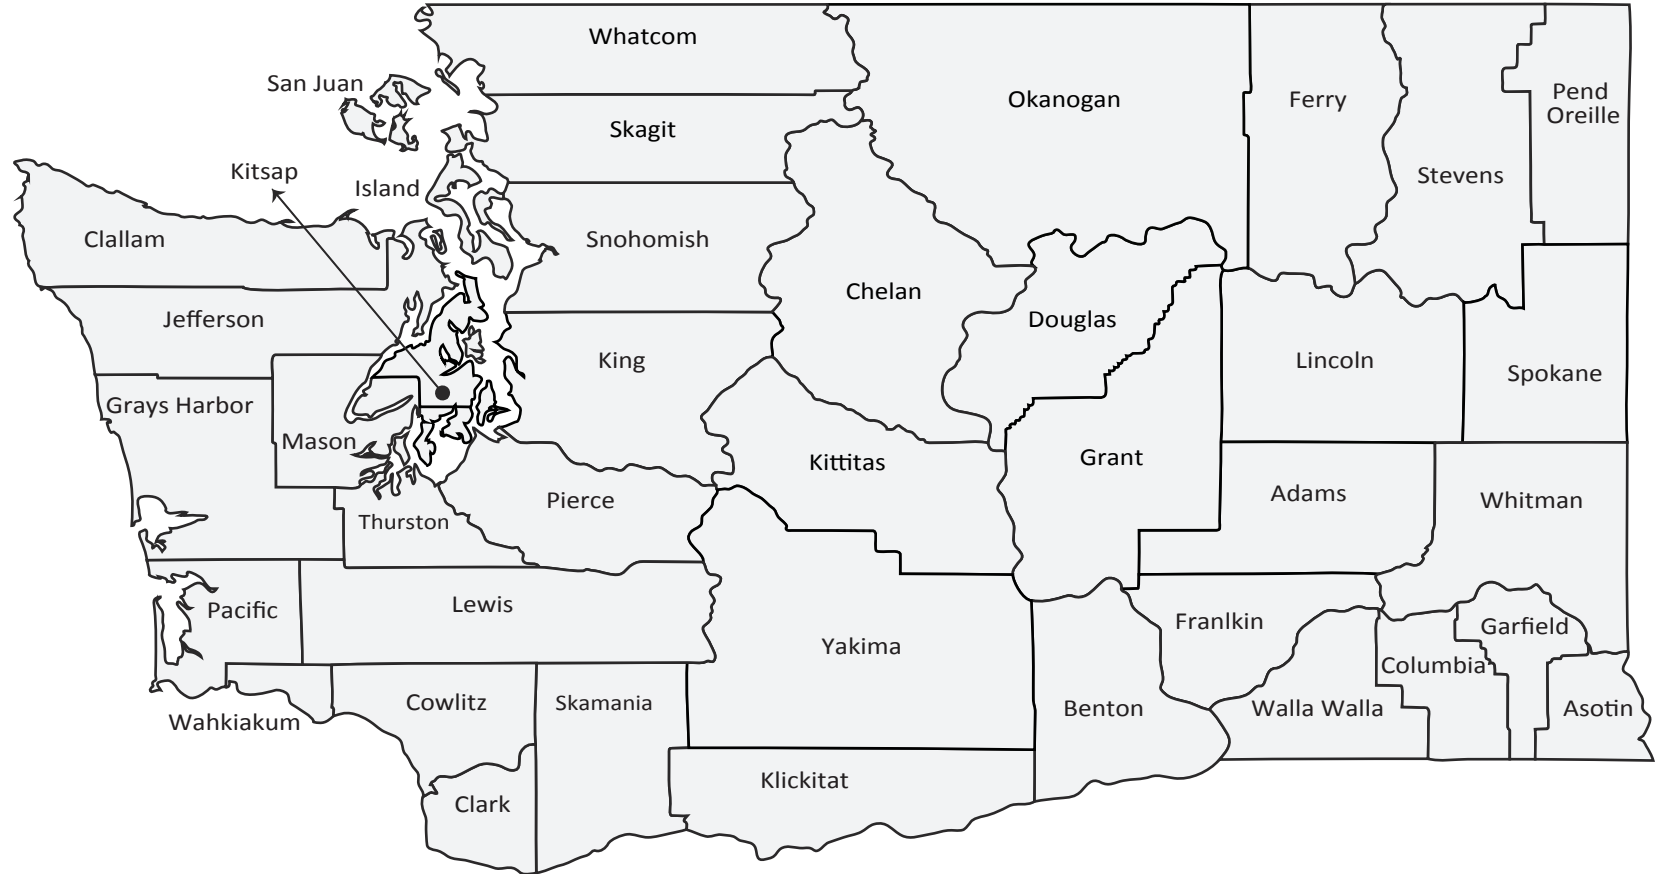 Whatcom
San Juan
Okanogan
Ferry
Pend
Oreille
Skagit
Kitsap
Island
Stevens
Clallam
Snohomish
Chelan
Jefferson
Douglas
King
Lincoln
Spokane
Grays Harbor
Mason
Kittitas
Grant
Pierce
Adams
Whitman
Thurston
Pacific
Lewis
Franlkin
Garfield
Yakima
Columbia
Cowlitz
Skamania
Benton
Walla Walla
Asotin
Wahkiakum
Klickitat
Clark